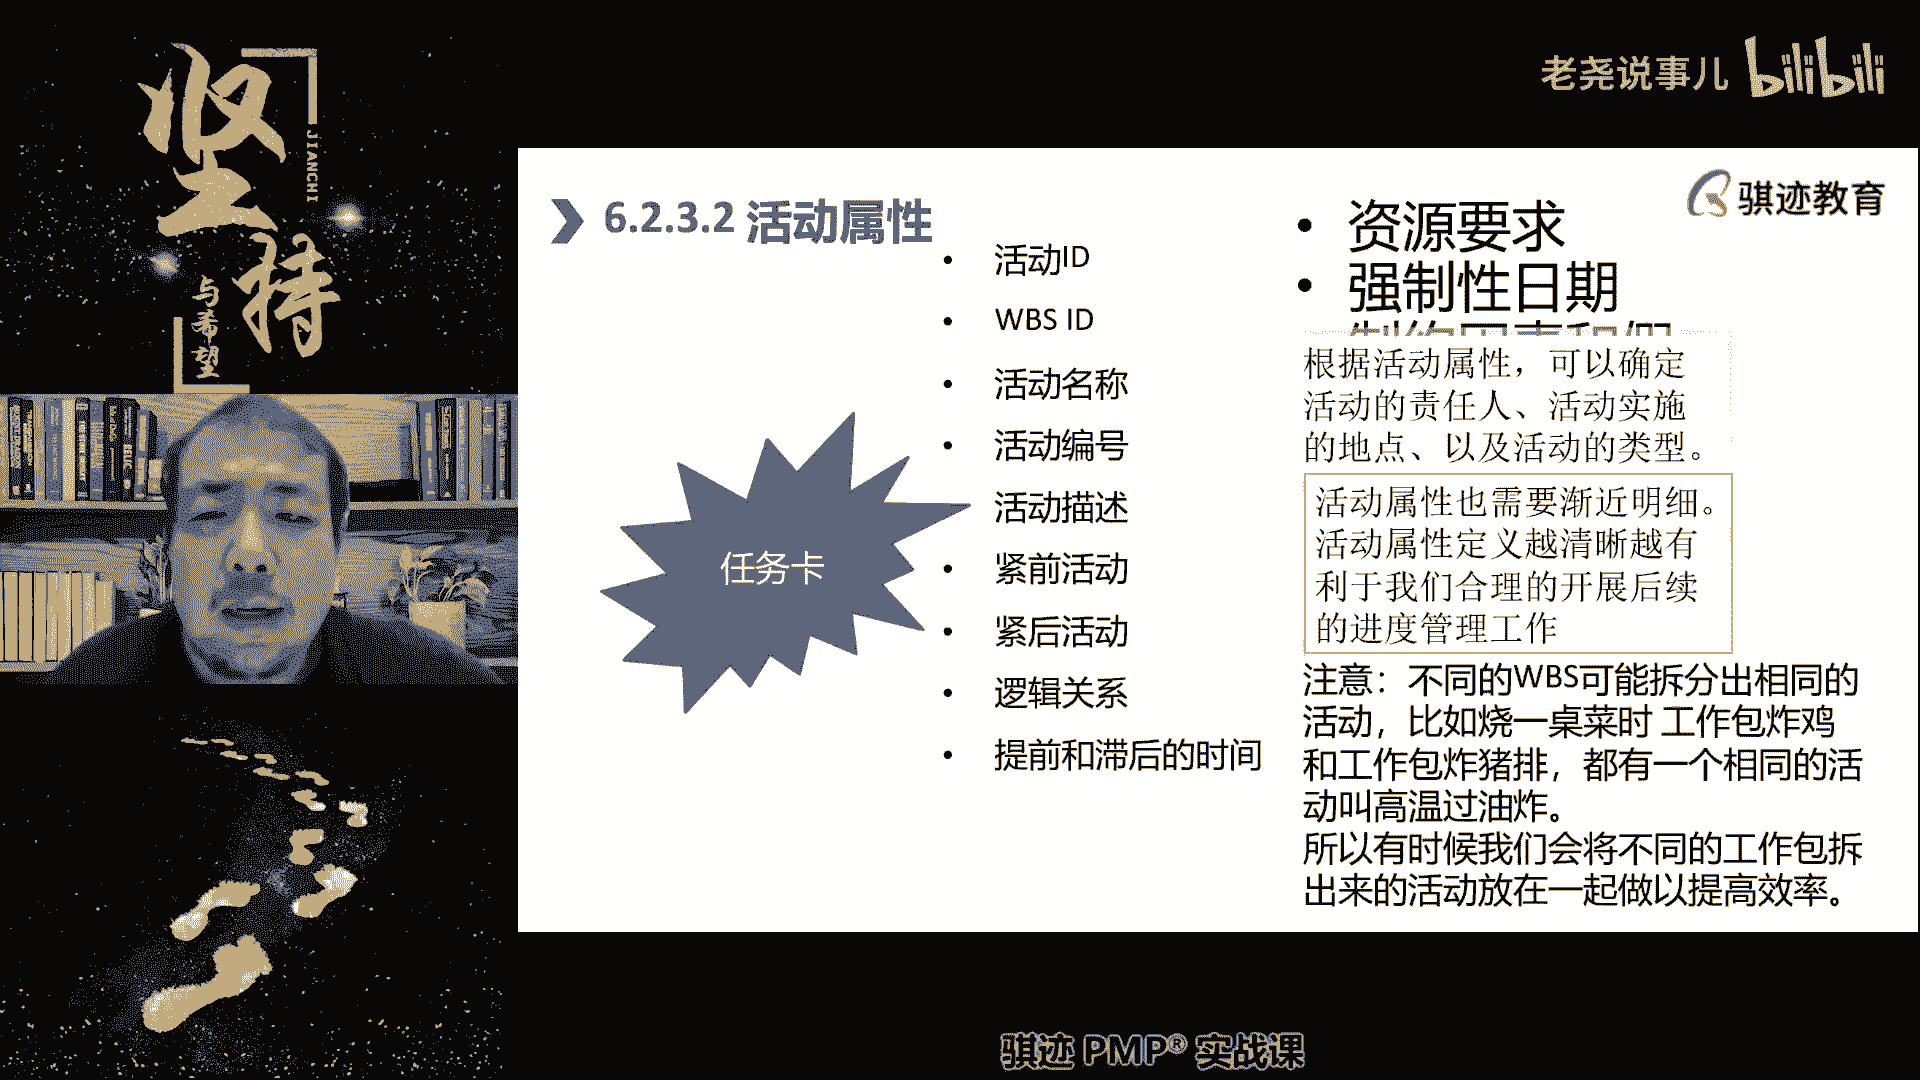 坚持
JIANCHI
与希望
老尧说事儿 bilibili
骐迹教育
6.2.3.2 活动属性
• 活动ID
• WBS ID
• 活动名称
• 活动编号
• 活动描述
• 紧前活动
• 紧后活动
• 逻辑关系
• 提前和滞后的时间
任务卡
• 资源要求
• 强制性日期
根据活动属性，可以确定
活动的责任人、活动实施
的地点、以及活动的类型。
活动属性也需要渐近明细。
活动属性定义越清晰越有
利于我们合理的开展后续
的进度管理工作
注意：不同的WBS可能拆分出相同的
活动，比如烧一桌菜时 工作包炸鸡
和工作包炸猪排，都有一个相同的活
动叫高温过油炸。
所以有时候我们会将不同的工作包拆
出来的活动放在一起做以提高效率。
骐迹 PMP® 实战课